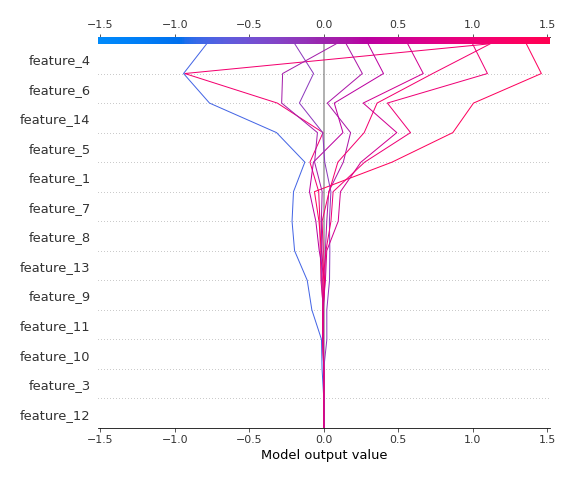 −1.5 −1.0 −0.5 0.0 0.5 1.0 1.5
feature_4
feature_6
feature_14
feature_5
feature_1
feature_7
feature_8
feature_13
feature_9
feature_11
feature_10
feature_3
feature_12
−1.5 −1.0 −0.5 0.0 0.5 1.0 1.5
Model output value